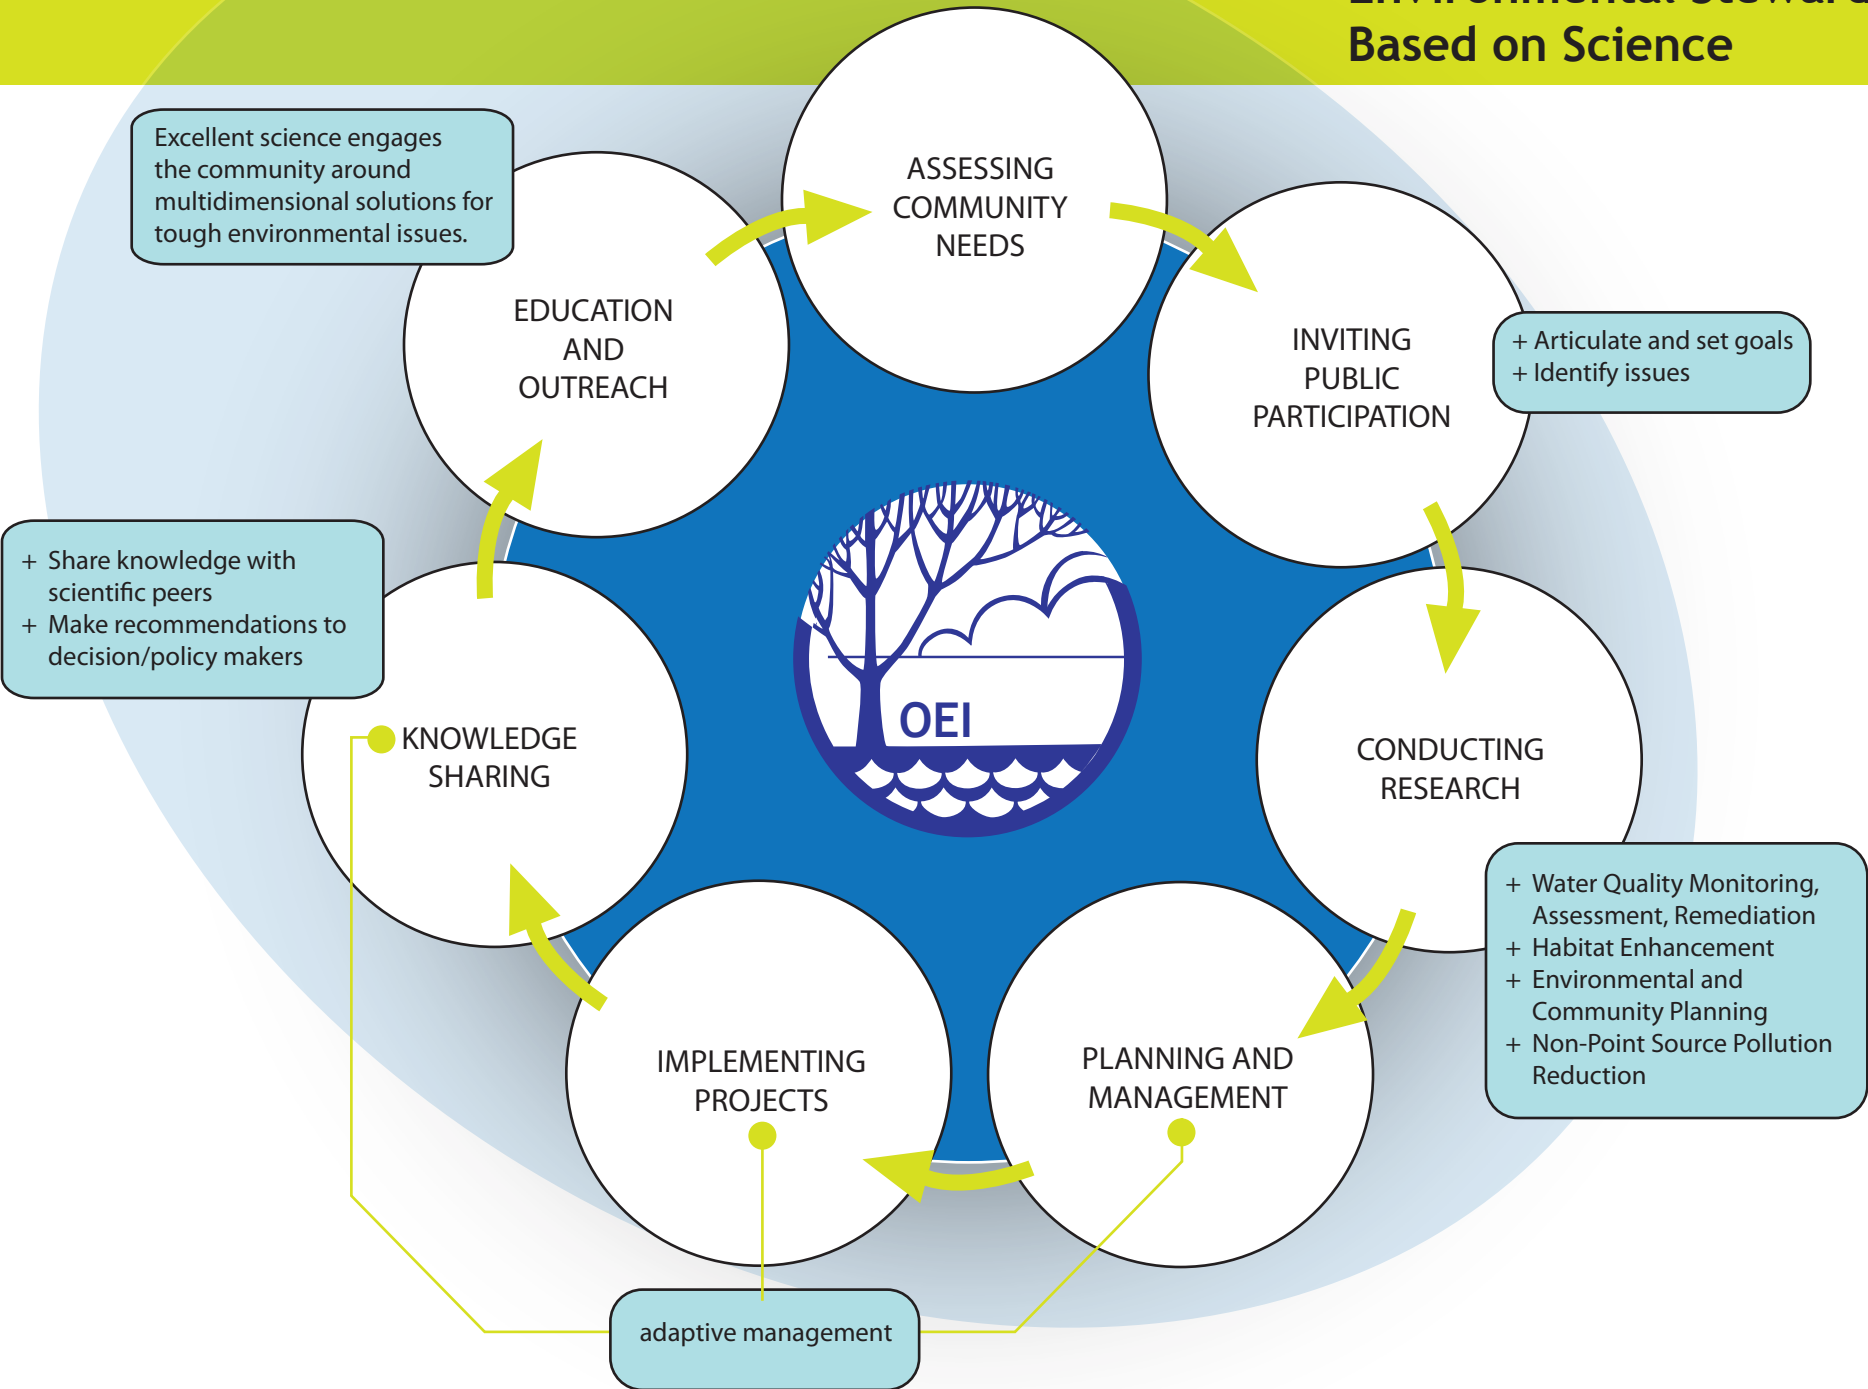 Based on Science
Excellent science engages
the community around
multidimensional solutions for
tough environmental issues.
ASSESSING
COMMUNITY
NEEDS
EDUCATION
AND
OUTREACH
INVITING
PUBLIC
PARTICIPATION
+ Articulate and set goals
+ Identify issues
+ Share knowledge with
scientific peers
+ Make recommendations to
decision/policy makers
OEI
KNOWLEDGE
SHARING
CONDUCTING
RESEARCH
+ Water Quality Monitoring,
Assessment, Remediation
+ Habitat Enhancement
+ Environmental and
Community Planning
+ Non-Point Source Pollution
Reduction
IMPLEMENTING
PROJECTS
PLANNING AND
MANAGEMENT
adaptive management